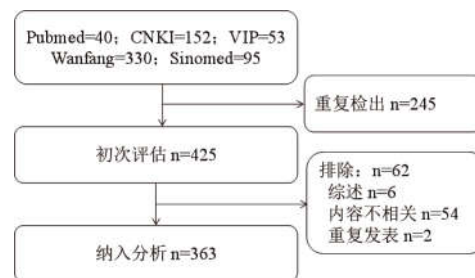 Pubmed=40；CNKI=152；VIP=53
Wanfang=330；Sinomed=95
重复检出 n=245
初次评估 n=425
排除：n=62
综述 n=6
内容不相关 n=54
重复发表 n=2
纳入分析 n=363